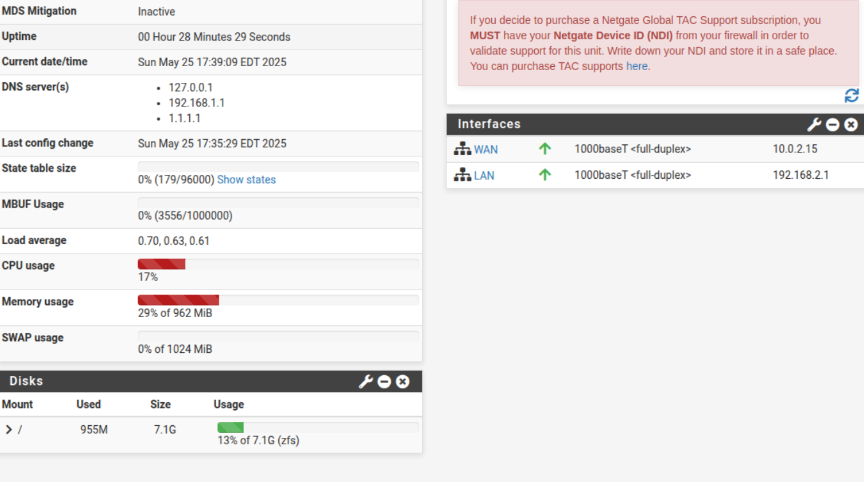 MDS Mitigation Inactive
Uptime 00 Hour 28 Minutes 29 Seconds
Current date/time Sun May 25 17:39:09 EDT 2025
DNS server(s)
• 127.0.0.1
• 192.168.1.1
• 1.1.1.1
Last config change Sun May 25 17:35:29 EDT 2025
State table size
0% (179/96000) Show states
MBUF Usage
0% (3556/1000000)
Load average 0.70, 0.63, 0.61
CPU usage
17%
Memory usage
29% of 962 MiB
SWAP usage
0% of 1024 MiB
Disks
Mount Used Size Usage
/ 955M 7.1G
13% of 7.1G (zfs)
If you decide to purchase a Netgate Global TAC Support subscription, you
MUST have your Netgate Device ID (NDI) from your firewall in order to
validate support for this unit. Write down your NDI and store it in a safe place.
You can purchase TAC supports here.
Interfaces
WAN 1000baseT <full-duplex> 10.0.2.15
LAN 1000baseT <full-duplex> 192.168.2.1